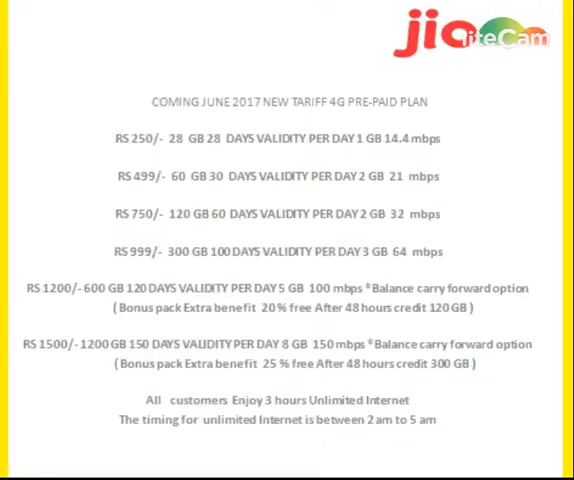 jio
liteCam
COMING JUNE 2017 NEW TARIFF 4G PRE-PAID PLAN
RS 250/- 28 GB 28 DAYS VALIDITY PER DAY 1 GB 14.4 mbps
RS 499/- 60 GB 30 DAYS VALIDITY PER DAY 2 GB 21 mbps
RS 750/- 120 GB 60 DAYS VALIDITY PER DAY 2 GB 32 mbps
RS 999/- 300 GB 100 DAYS VALIDITY PER DAY 3 GB 64 mbps
RS 1200/- 600 GB 120 DAYS VALIDITY PER DAY 5 GB 100 mbps *Balance carry forward option
( Bonus pack Extra benefit 20 % free After 48 hours credit 120 GB )
RS 1500/- 1200 GB 150 DAYS VALIDITY PER DAY 8 GB 150 mbps *Balance carry forward option
( Bonus pack Extra benefit 25 % free After 48 hours credit 300 GB )
All customers Enjoy 3 hours Unlimited Internet
The timing for unlimited Internet is between 2 am to 5 am